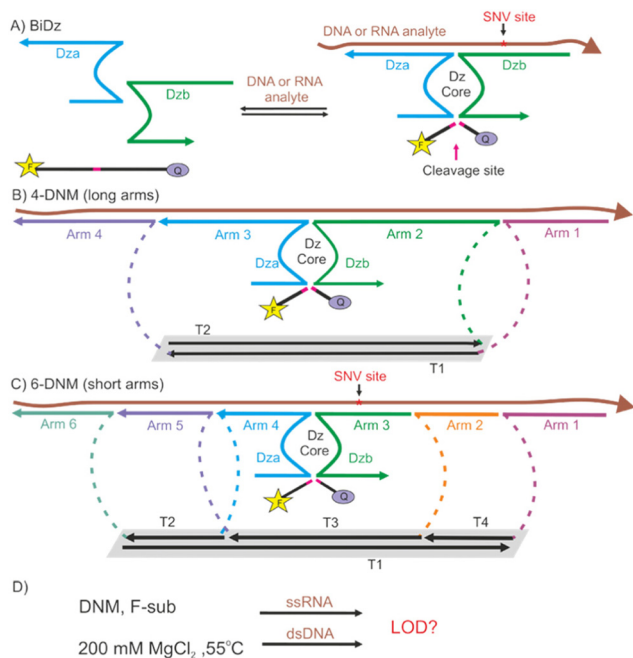 A) BiDz
Dza
Dzb
F
Q
DNA or RNA
analyte
SNV site
DNA or RNA analyte
Dza
Dz
Core
Dzb
F
Q
Cleavage site
B) 4-DNM (long arms)
Arm 4
Arm 3
Arm 2
Arm 1
Dz
Core
Dza
Dzb
F
Q
T2
T1
C) 6-DNM (short arms)
SNV site
Arm 6
Arm 5
Arm 4
Arm 3
Arm 2
Arm 1
Dz
Core
Dza
Dzb
F
Q
T2
T3
T4
T1
D)
DNM, F-sub
ssRNA
dsDNA
LOD?
200 mM MgCl₂ ,55°C